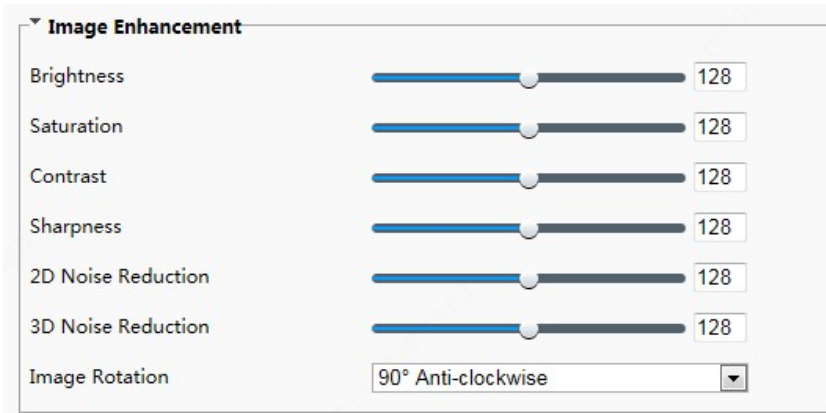 Image Enhancement
Brightness 128
Saturation 128
Contrast 128
Sharpness 128
2D Noise Reduction 128
3D Noise Reduction 128
Image Rotation 90° Anti-clockwise